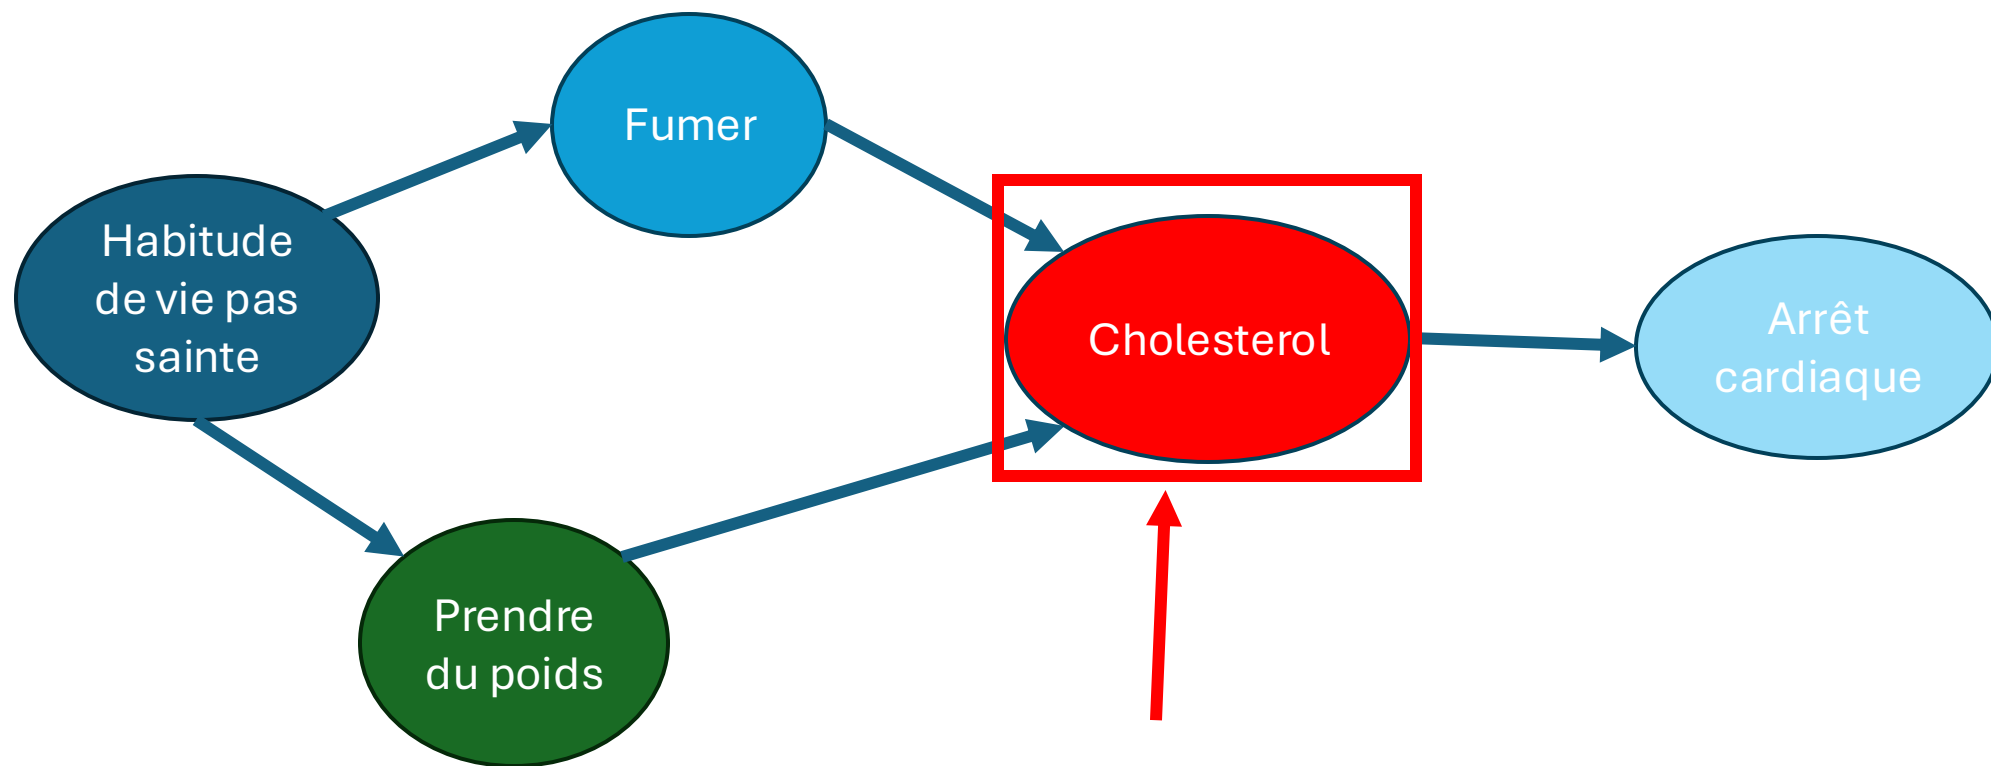 Fumer
Habitude
de vie pas
sainte
Cholesterol
Arrêt
cardiaque
Prendre
du poids